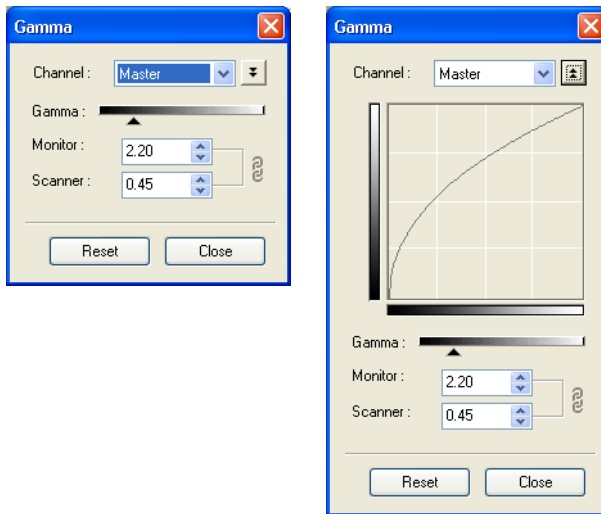 Gamma
Channel : Master
Gamma :
Monitor : 2.20
Scanner : 0.45
Reset Close
Gamma
Channel : Master
Gamma :
Monitor : 2.20
Scanner : 0.45
Reset Close